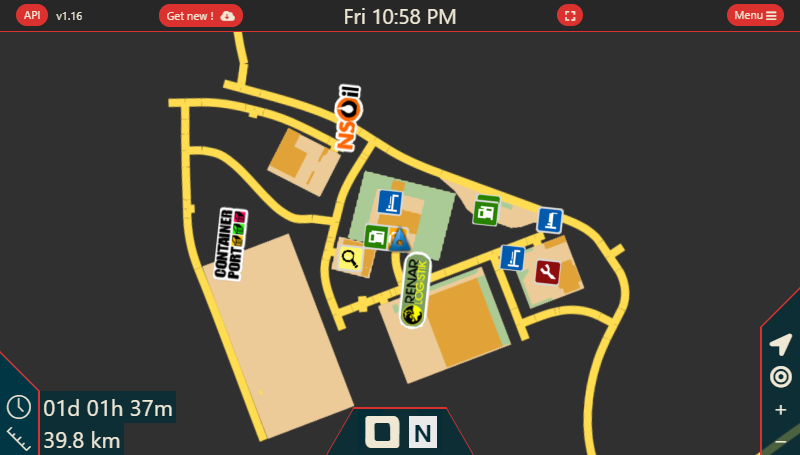 API
v1.16
Get new !
Fri 10:58 PM
Menu
NSOil
CONTAINER
PORT
RENAR
LOGISTIK
01d 01h 37m
39.8 km
N